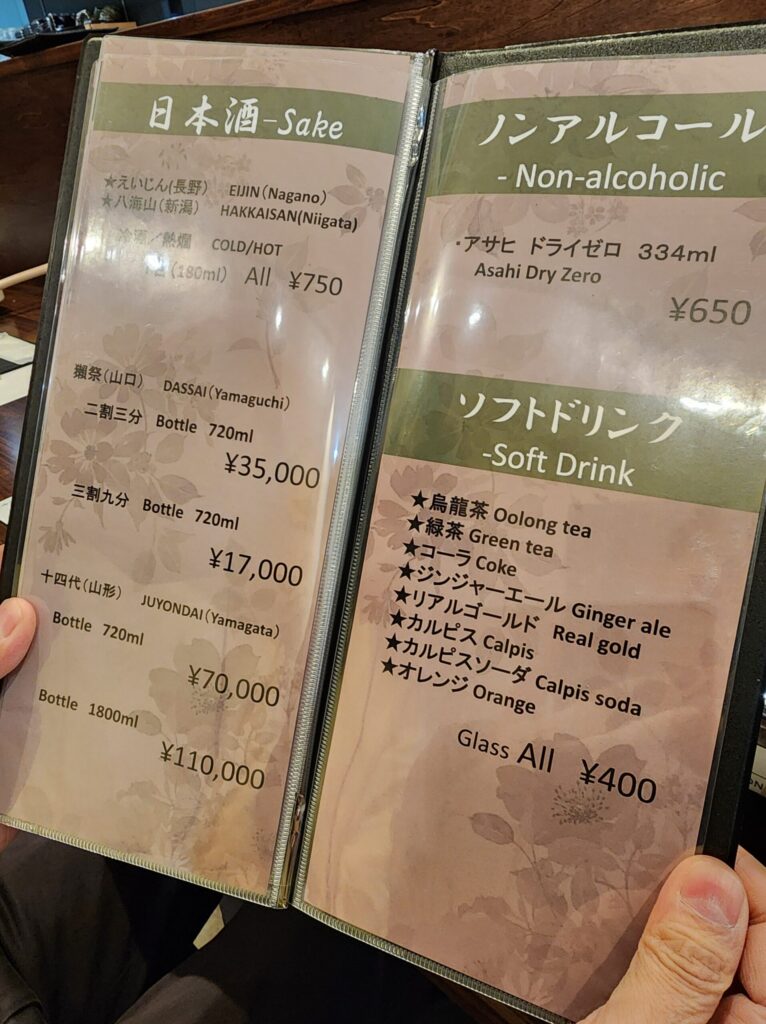 日本酒-Sake
★えいじん(長野) EIJIN(Nagano)
★八海山(新潟) HAKKAISAN(Niigata)
冷酒/熱燗 COLD/HOT
(180ml) All ¥750
獺祭(山口) DASSAI(Yamaguchi)
二割三分 Bottle 720ml
¥35,000
三割九分 Bottle 720ml
¥17,000
十四代(山形) JUYONDAI(Yamagata)
Bottle 720ml
¥70,000
Bottle 1800ml
¥110,000
ノンアルコール
- Non-alcoholic
・アサヒ ドライゼロ 334ml
Asahi Dry Zero
¥650
ソフトドリンク
-Soft Drink
★烏龍茶 Oolong tea
★緑茶 Green tea
★コーラ Coke
★ジンジャーエール Ginger ale
★リアルゴールド Real gold
★カルピス Calpis
★カルピスソーダ Calpis soda
★オレンジ Orange
Glass All ¥400